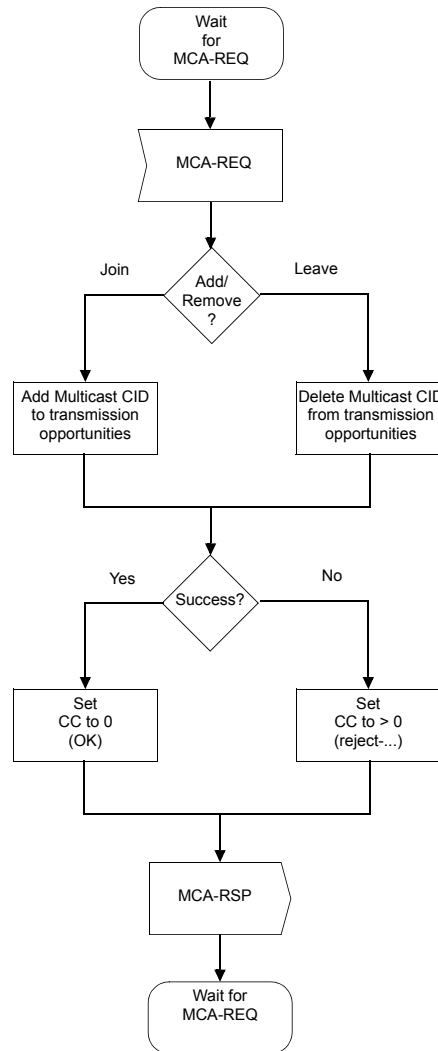 Wait
for
MCA-REQ
MCA-REQ
Join
Leave
Add/
Remove
?
Add Multicast CID
to transmission
opportunities
Delete Multicast CID
from transmission
opportunities
Yes
No
Success?
Set
CC to 0
(OK)
Set
CC to > 0
(reject-...)
MCA-RSP
Wait for
MCA-REQ